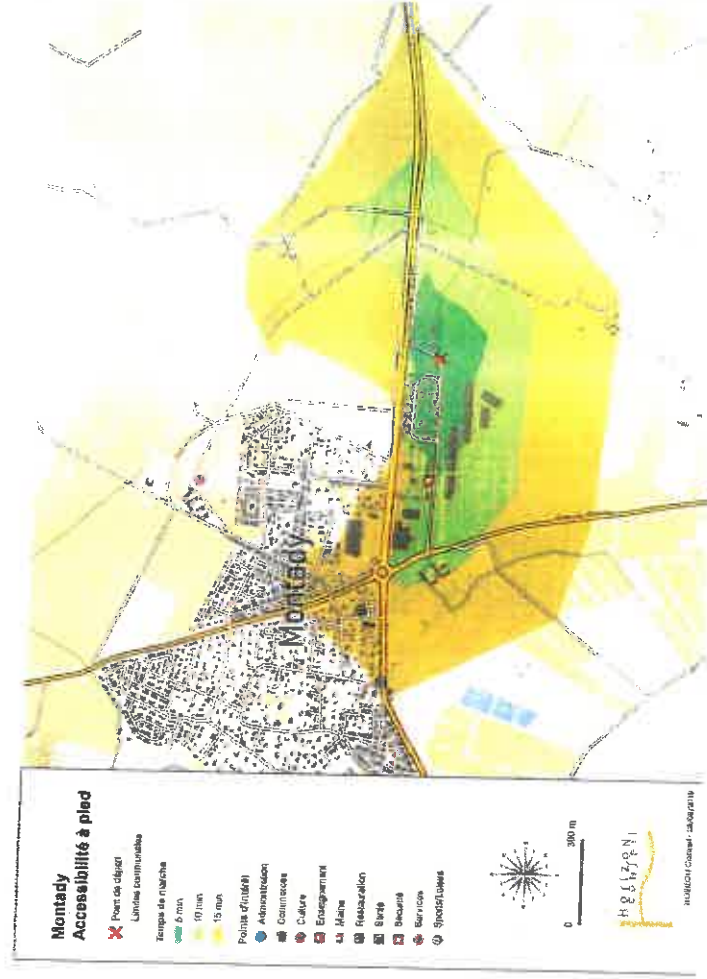 Montady
Accessibilité à pied
Point de départ
Limites communales
Temps de marche
5 min
10 min
15 min
Points d'intérêt
Administration
Commerces
Culture
Enseignement
Mairie
Restauration
Santé
Sécurité
Services
Sports/Loisirs
0
300 m
HORIZON
Montady